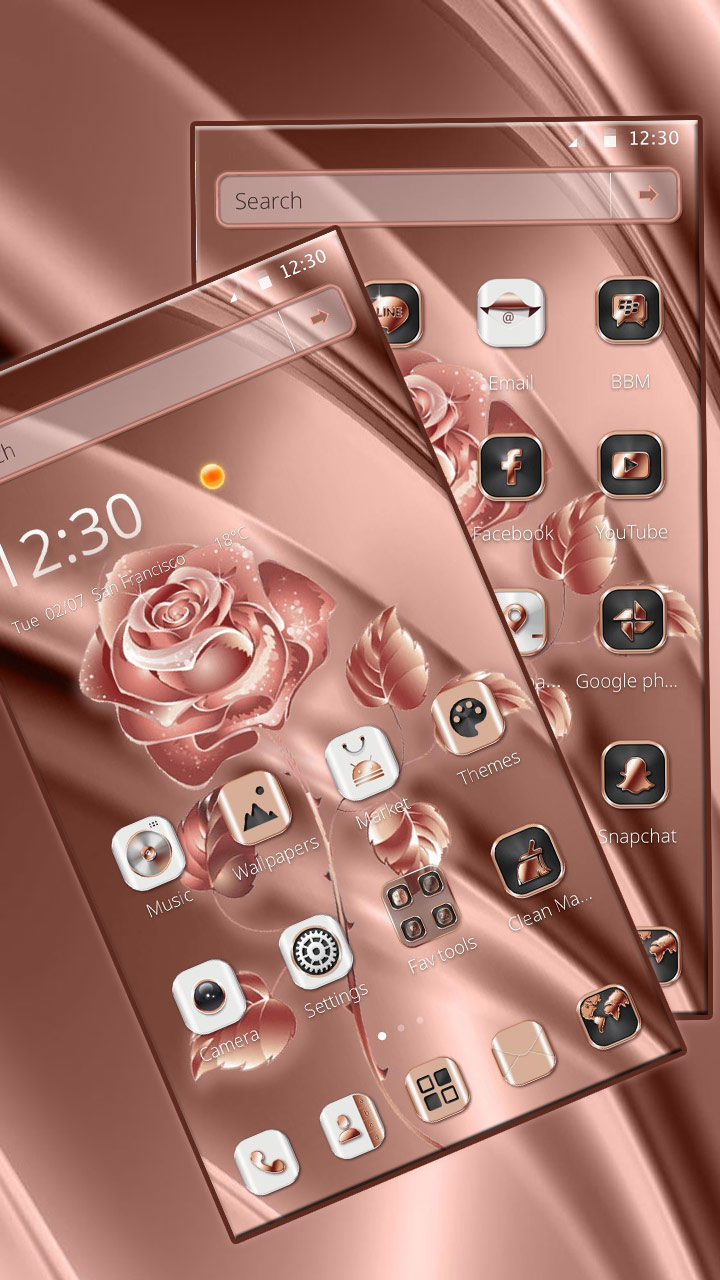 12:30
Search
LINE
@
Email
BBM
Facebook
YouTube
Google ph...
Snapchat
12:30
ch
12:30
Tue 02/07 San Francisco 18°C
Themes
Market
Wallpapers
Music
Clean Ma...
Fav tools
Settings
Camera